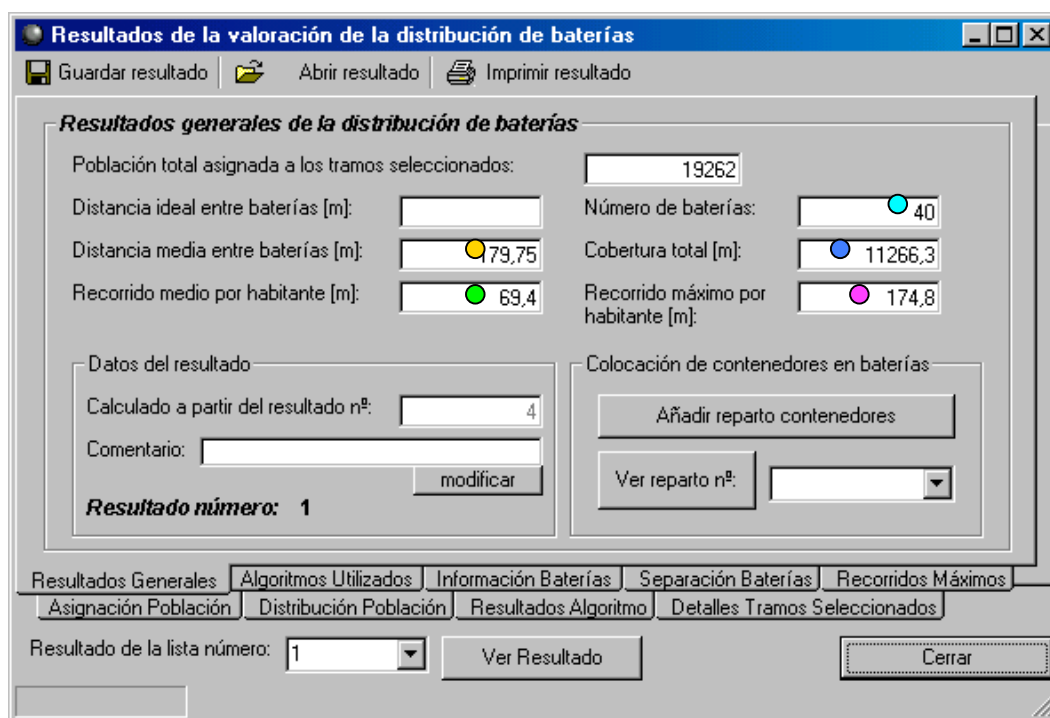 Resultados de la valoración de la distribución de baterías
Guardar resultado Abrir resultado Imprimir resultado
Resultados generales de la distribución de baterías
Población total asignada a los tramos seleccionados: 19262
Distancia ideal entre baterías [m]:
Número de baterías: 40
Distancia media entre baterías [m]: 179,75
Cobertura total [m]: 11266,3
Recorrido medio por habitante [m]: 69,4
Recorrido máximo por
habitante [m]: 174,8
Datos del resultado
Calculado a partir del resultado nº: 4
Comentario:
modificar
Resultado número: 1
Colocación de contenedores en baterías
Añadir reparto contenedores
Ver reparto nº:
Resultados Generales Algoritmos Utilizados Información Baterías Separación Baterías Recorridos Máximos
Asignación Población Distribución Población Resultados Algoritmo Detalles Tramos Seleccionados
Resultado de la lista número: 1 Ver Resultado Cerrar